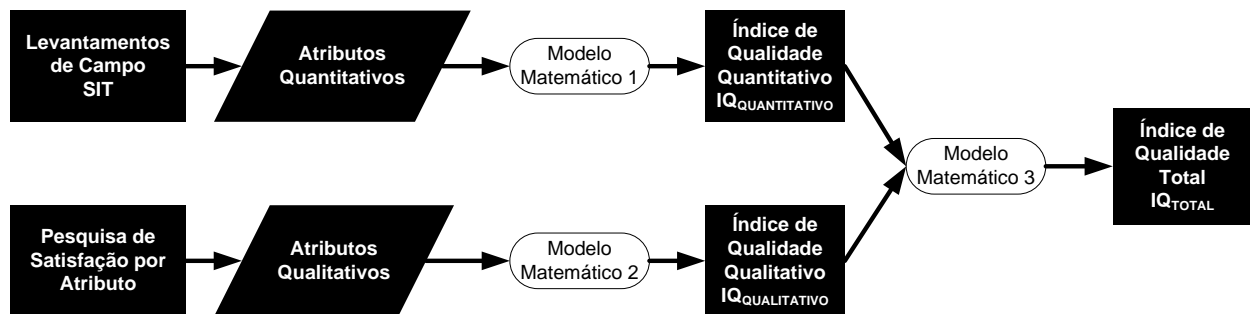 Levantamentos
de Campo
SIT
Atributos
Quantitativos
Modelo
Matemático 1
Índice de
Qualidade
Quantitativo
IQQUANTITATIVO
Modelo
Matemático 3
Índice de
Qualidade
Total
IQTOTAL
Pesquisa de
Satisfação por
Atributo
Atributos
Qualitativos
Modelo
Matemático 2
Índice de
Qualidade
Qualitativo
IQQUALITATIVO